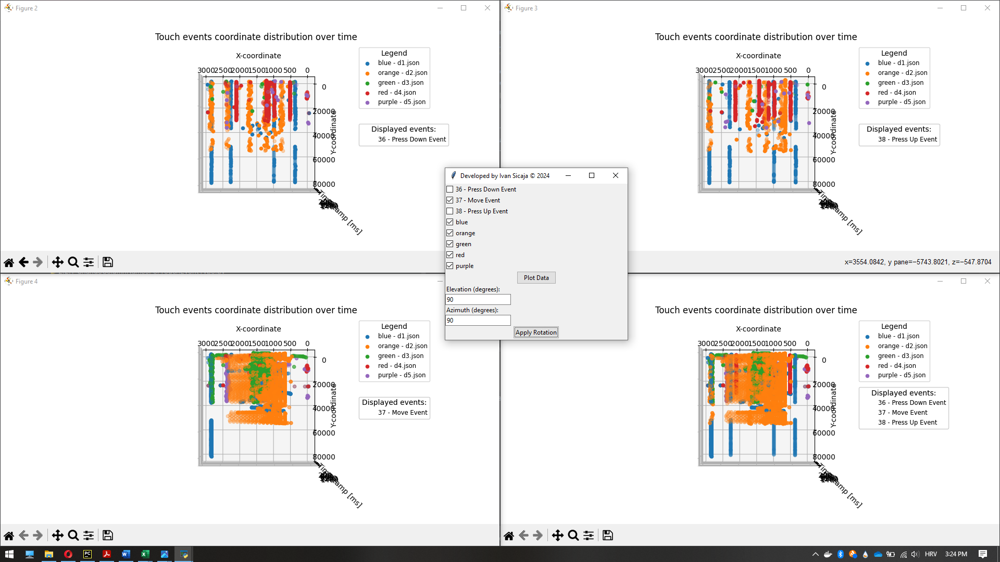 Figure 2
Touch events coordinate distribution over time
X-coordinate
3000 2500 2000 1500 1000 500 0
0
20000
40000
60000
80000
Y-coordinate
Legend
blue - d1.json
orange - d2.json
green - d3.json
red - d4.json
purple - d5.json
Displayed events:
36 - Press Down Event
Figure 3
Touch events coordinate distribution over time
X-coordinate
3000 2500 2000 1500 1000 500 0
0
20000
40000
60000
80000
Y-coordinate
Legend
blue - d1.json
orange - d2.json
green - d3.json
red - d4.json
purple - d5.json
Displayed events:
38 - Press Up Event
x=3554.0842, y pane=−5743.8021, z=−547.8704
Developed by Ivan Sicaja © 2024
36 - Press Down Event
37 - Move Event
38 - Press Up Event
blue
orange
green
red
purple
Plot Data
Elevation (degrees):
90
Azimuth (degrees):
90
Apply Rotation
Figure 4
Touch events coordinate distribution over time
X-coordinate
3000 2500 2000 1500 1000 500 0
0
20000
40000
60000
80000
Y-coordinate
Legend
blue - d1.json
orange - d2.json
green - d3.json
red - d4.json
purple - d5.json
Displayed events:
37 - Move Event
Touch events coordinate distribution over time
X-coordinate
3000 2500 2000 1500 1000 500 0
0
20000
40000
60000
80000
Y-coordinate
Legend
blue - d1.json
orange - d2.json
green - d3.json
red - d4.json
purple - d5.json
Displayed events:
36 - Press Down Event
37 - Move Event
38 - Press Up Event
HRV
3:24 PM